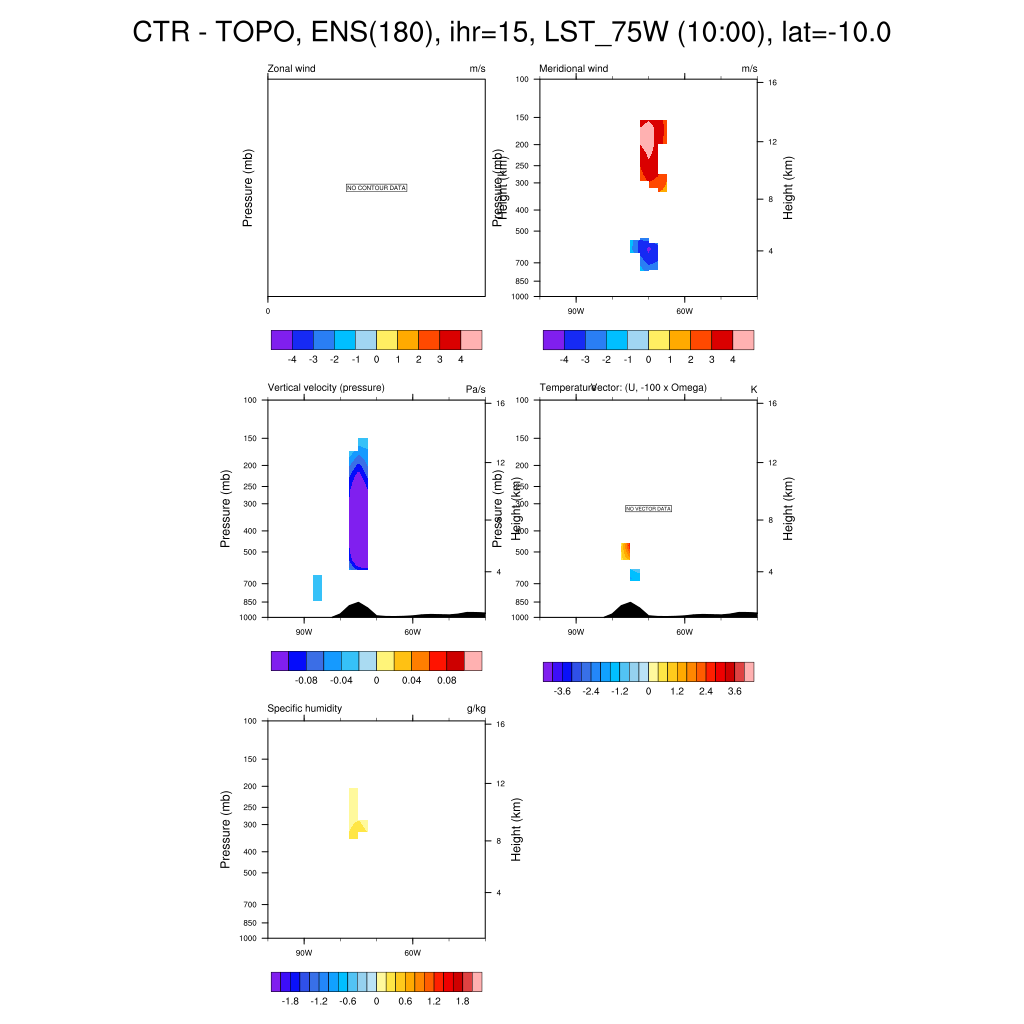 CTR - TOPO, ENS(180), ihr=15, LST_75W (10:00), lat=-10.0
Zonal wind m/s
Pressure (mb)
NO CONTOUR DATA
Height (km)
0
-4 -3 -2 -1 0 1 2 3 4
Meridional wind m/s
Pressure (mb)
100
150
200
250
300
400
500
700
850
1000
16
12
8
4
Height (km)
90W 60W
-4 -3 -2 -1 0 1 2 3 4
Vertical velocity (pressure) Pa/s
Pressure (mb)
100
150
200
250
300
400
500
700
850
1000
16
12
8
4
Height (km)
90W 60W
-0.08 -0.04 0 0.04 0.08
Temperature Vector: (U, -100 x Omega) K
Pressure (mb)
100
150
200
250
300
400
500
700
850
1000
NO VECTOR DATA
16
12
8
4
Height (km)
90W 60W
-3.6 -2.4 -1.2 0 1.2 2.4 3.6
Specific humidity g/kg
Pressure (mb)
100
150
200
250
300
400
500
700
850
1000
16
12
8
4
Height (km)
90W 60W
-1.8 -1.2 -0.6 0 0.6 1.2 1.8